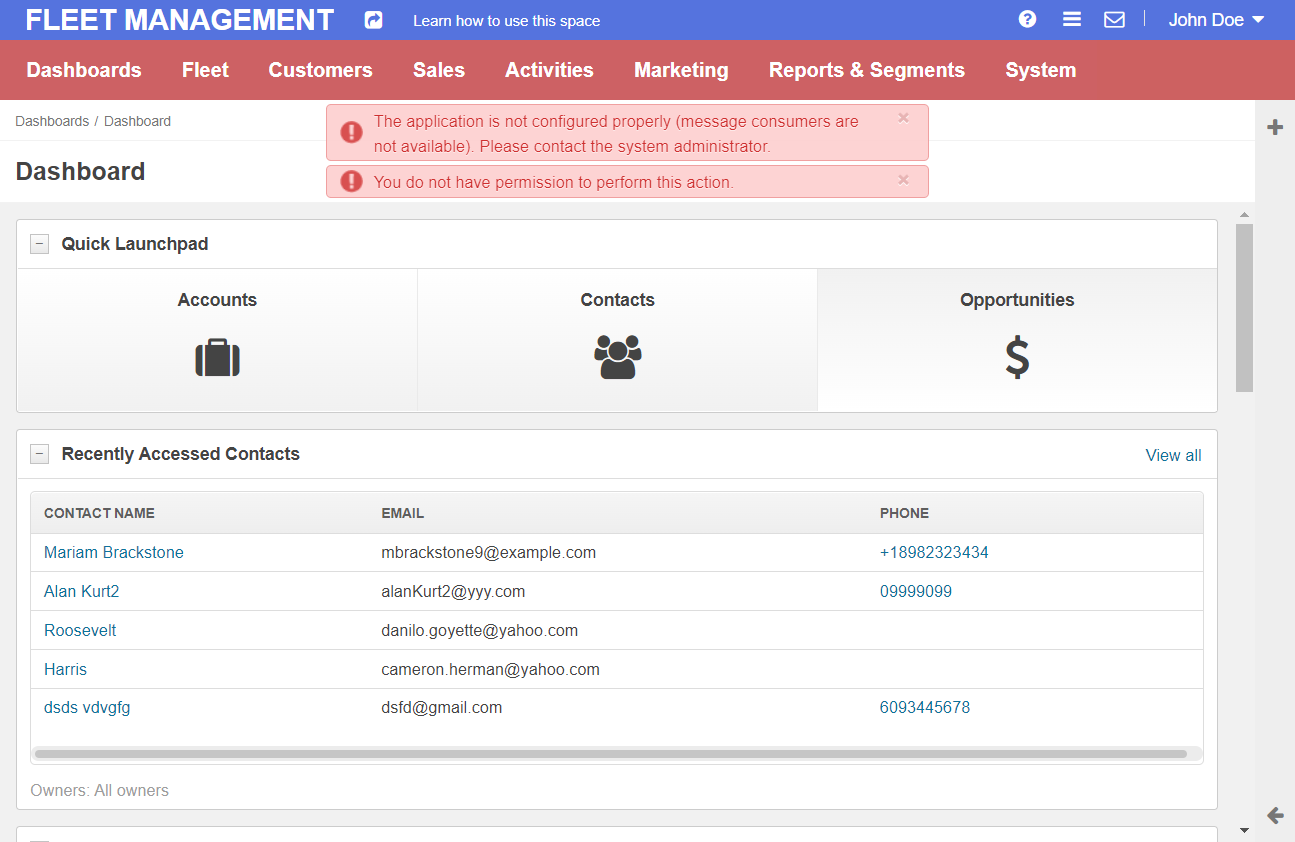 FLEET MANAGEMENT Learn how to use this space John Doe
Dashboards Fleet Customers Sales Activities Marketing Reports & Segments System
Dashboards / Dashboard
The application is not configured properly (message consumers are
not available). Please contact the system administrator.
You do not have permission to perform this action.
Dashboard
Quick Launchpad
Accounts Contacts Opportunities
Recently Accessed Contacts View all
CONTACT NAME EMAIL PHONE
Mariam Brackstone mbrackstone9@example.com +18982323434
Alan Kurt2 alanKurt2@yyy.com 09999099
Roosevelt danilo.goyette@yahoo.com
Harris cameron.herman@yahoo.com
dsds vdvgfg dsfd@gmail.com 6093445678
Owners: All owners